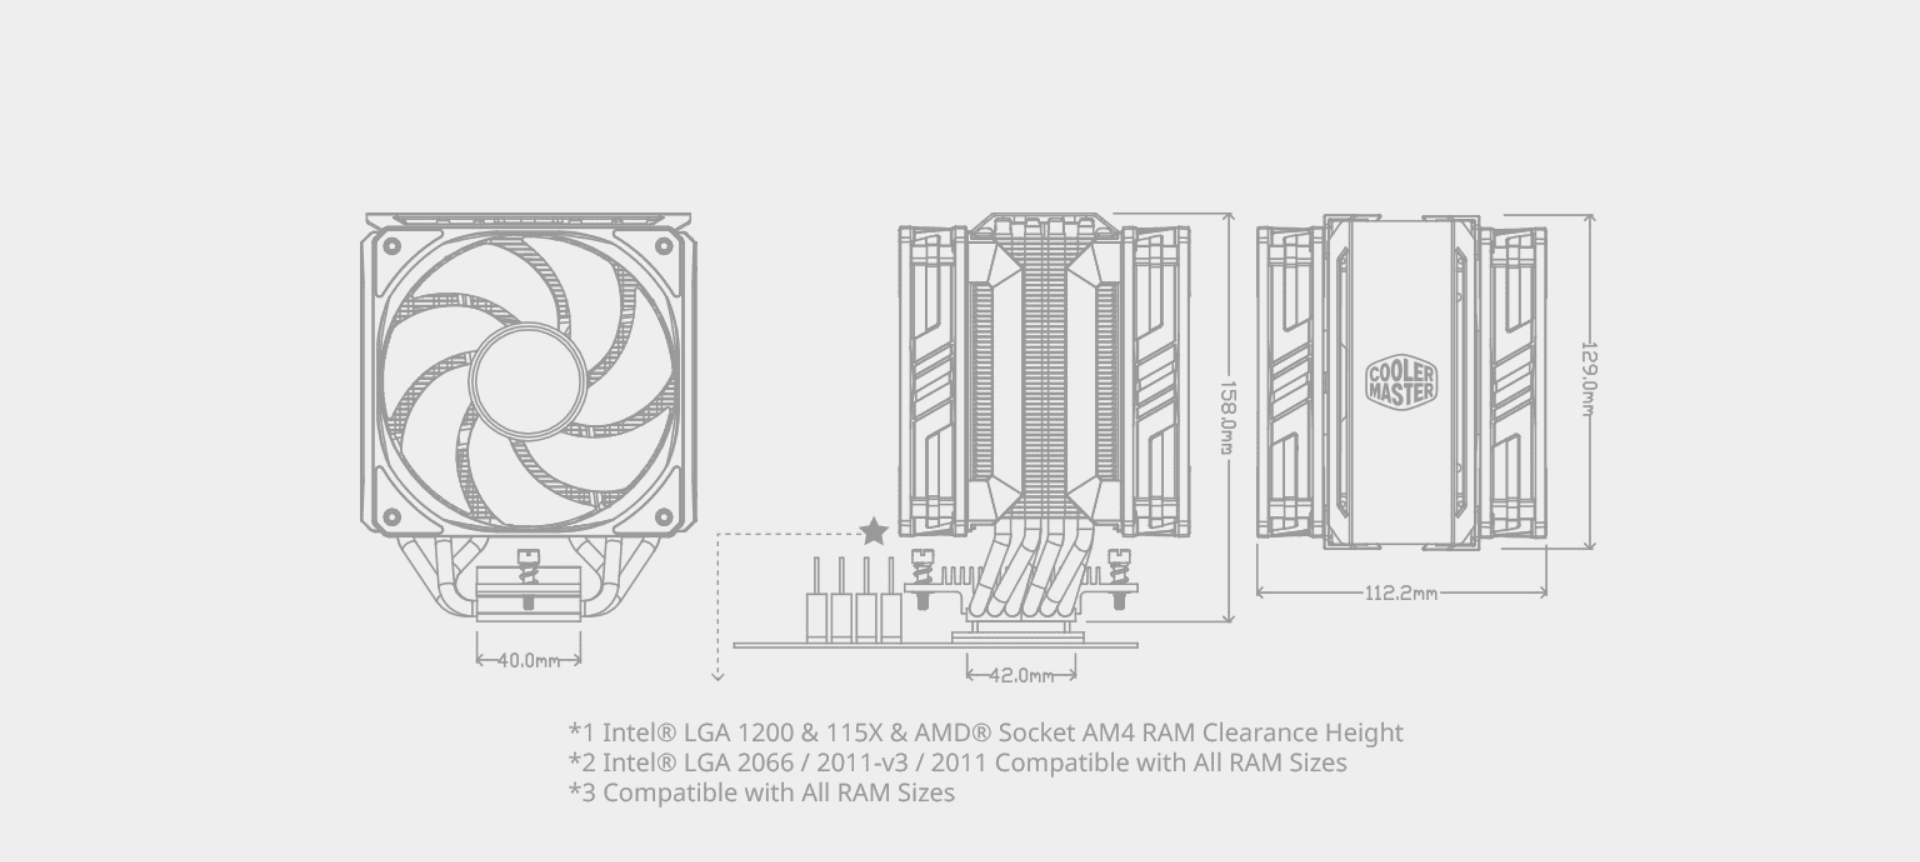 COOLER
MASTER
158.0mm
129.0mm
112.2mm
40.0mm
42.0mm
*1 Intel® LGA 1200 & 115X & AMD® Socket AM4 RAM Clearance Height
*2 Intel® LGA 2066 / 2011-v3 / 2011 Compatible with All RAM Sizes
*3 Compatible with All RAM Sizes